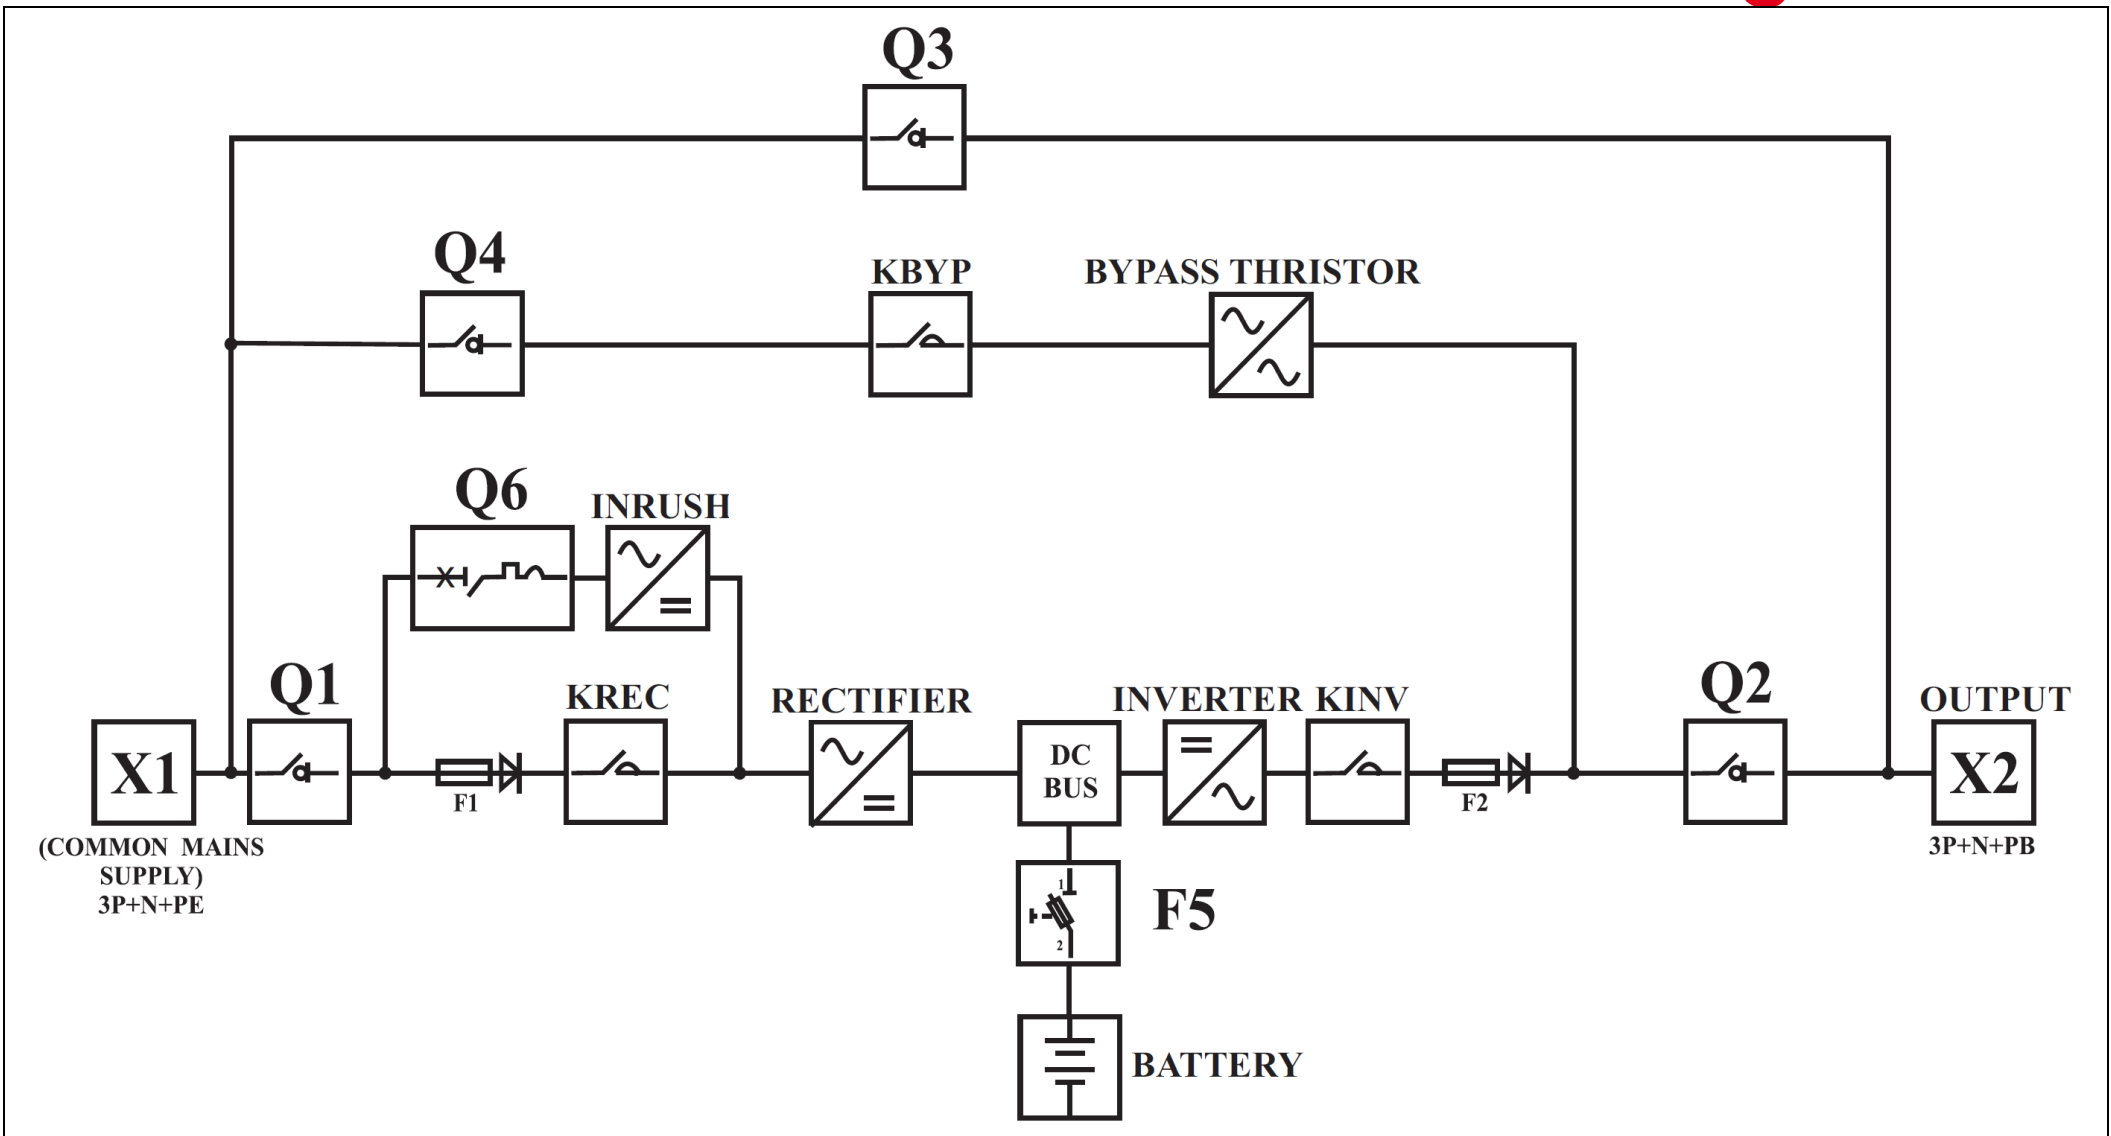 Q3
Q4
KBYP
BYPASS THRISTOR
Q6
INRUSH
Q1
KREC
RECTIFIER
INVERTER
KINV
Q2
OUTPUT
X1
F1
DC
BUS
F2
X2
(COMMON MAINS
SUPPLY)
3P+N+PE
3P+N+PB
1
2
F5
BATTERY